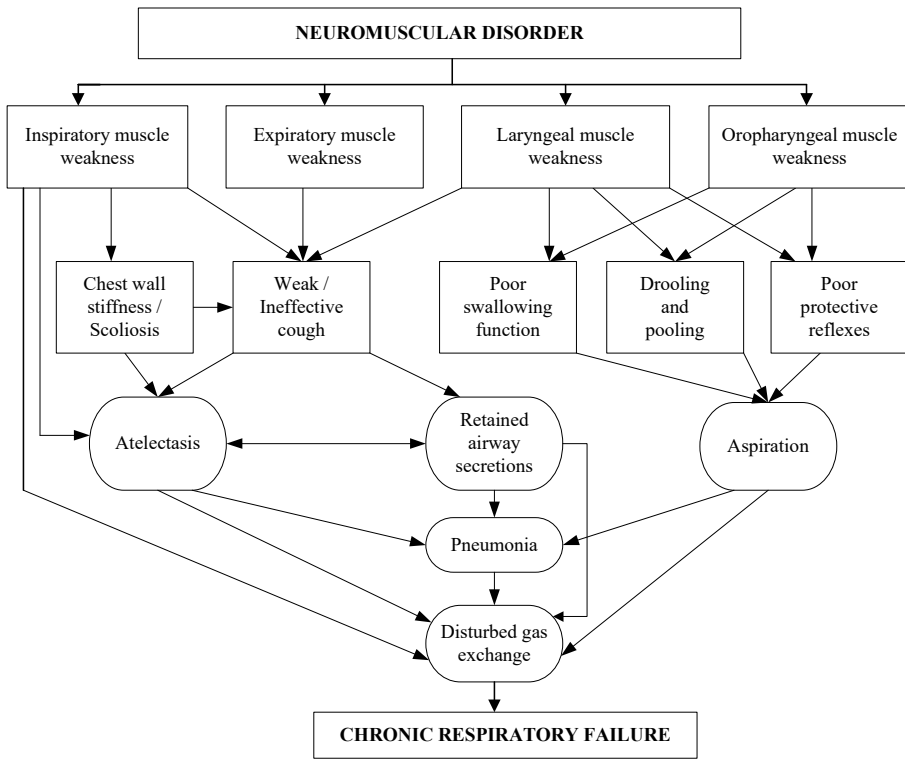 NEUROMUSCULAR DISORDER
Inspiratory muscle
weakness
Expiratory muscle
weakness
Laryngeal muscle
weakness
Oropharyngeal muscle
weakness
Chest wall
stiffness /
Scoliosis
Weak /
Ineffective
cough
Poor
swallowing
function
Drooling
and
pooling
Poor
protective
reflexes
Atelectasis
Retained
airway
secretions
Aspiration
Pneumonia
Disturbed gas
exchange
CHRONIC RESPIRATORY FAILURE